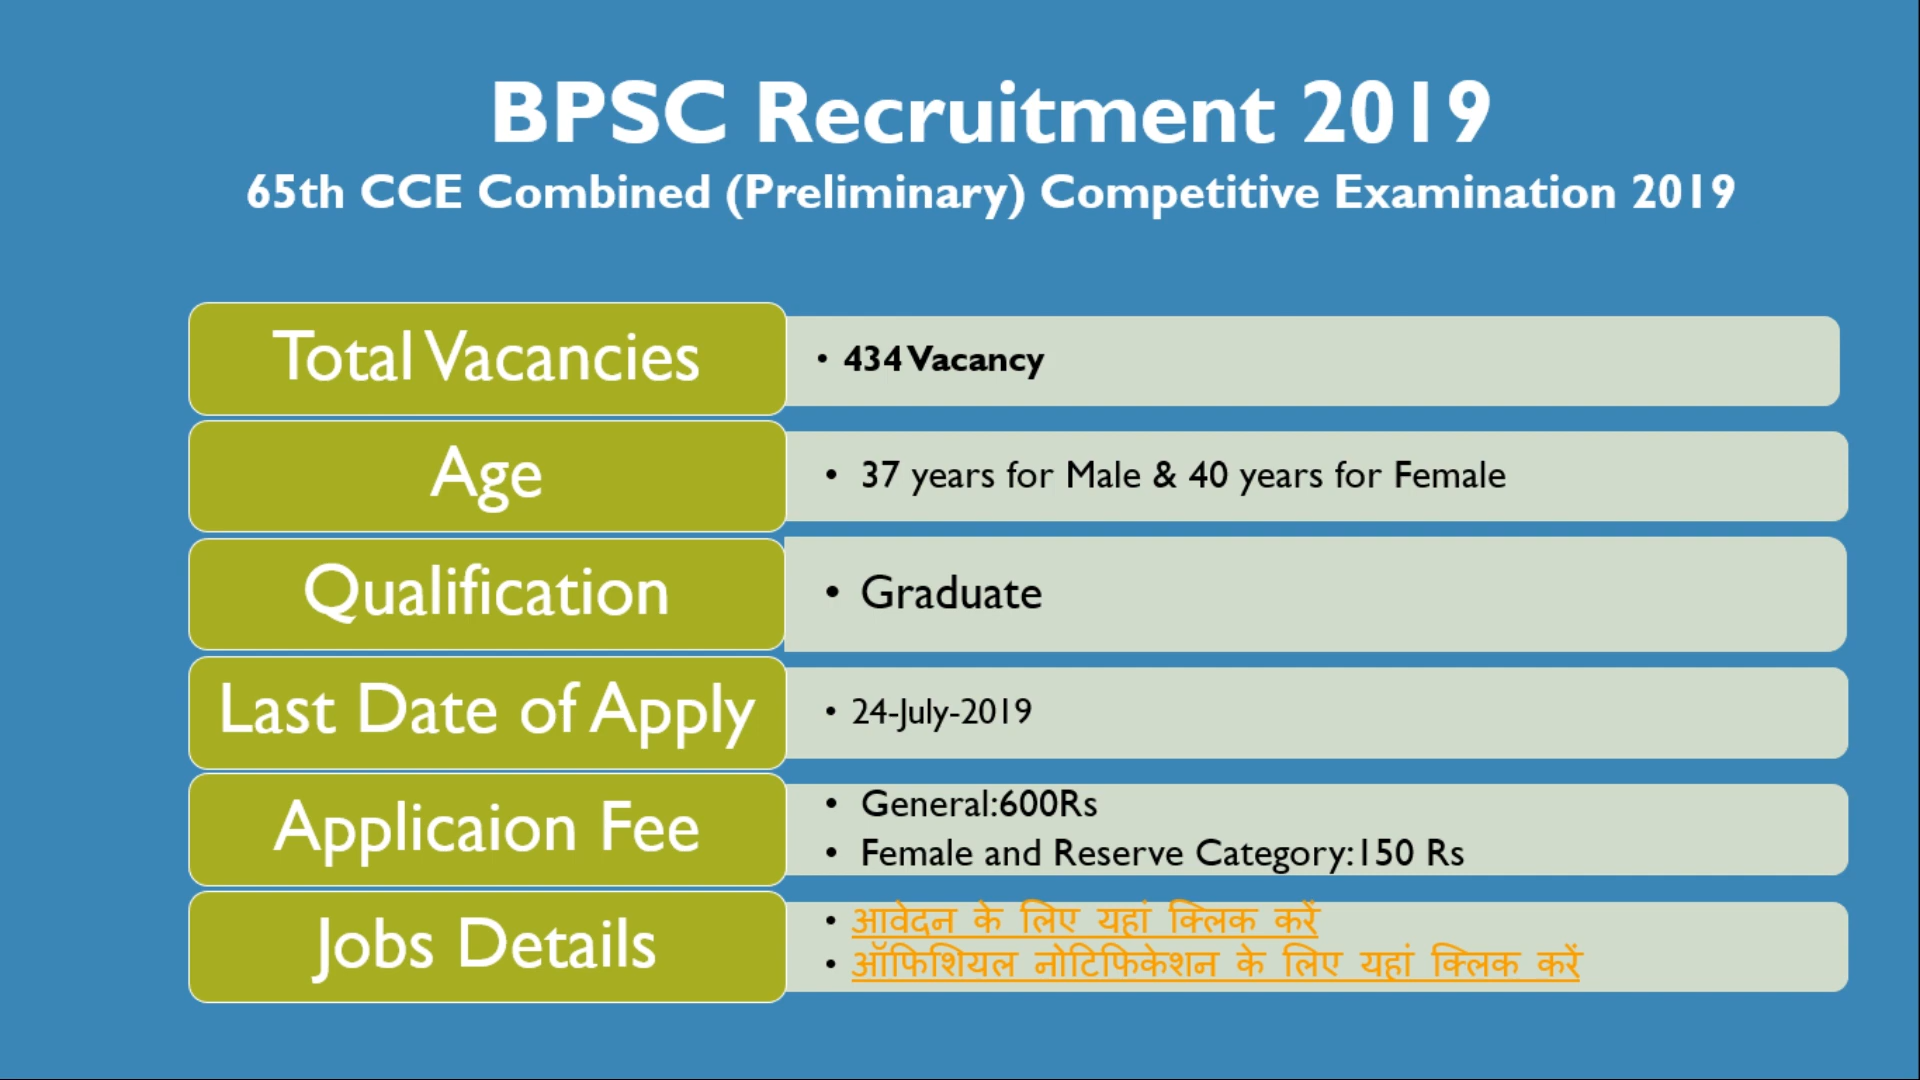 BPSC Recruitment 2019
65th CCE Combined (Preliminary) Competitive Examination 2019
Total Vacancies
• 434 Vacancy
Age
• 37 years for Male & 40 years for Female
Qualification
• Graduate
Last Date of Apply
• 24-July-2019
Applicaion Fee
• General:600Rs
• Female and Reserve Category:150 Rs
Jobs Details
• आवेदन के लिए यहां क्लिक करें
• ऑफिशियल नोटिफिकेशन के लिए यहां क्लिक करें